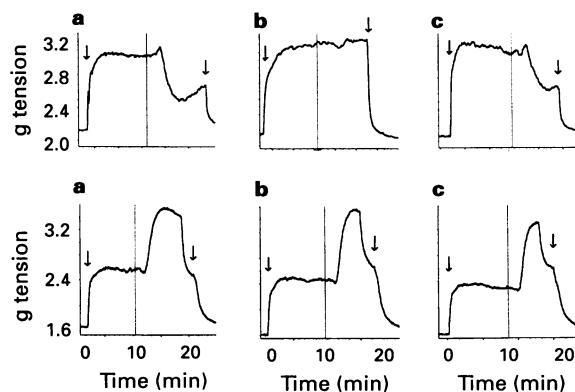 a b c
g tension
3.2
2.8
2.4
2.0
a b c
g tension
3.2
2.4
1.6
0 10 20 0 10 20 0 10 20
Time (min) Time (min) Time (min)